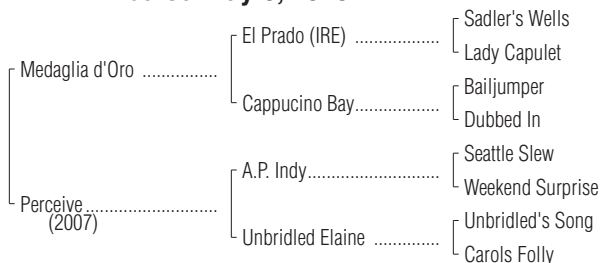 Sadler's Wells
El Prado (IRE) ..................
Lady Capulet
Medaglia d'Oro ................
Bailjumper
Cappucino Bay..................
Dubbed In
Seattle Slew
A.P. Indy............................
Weekend Surprise
Perceive............................
(2007)
Unbridled's Song
Unbridled Elaine ..............
Carols Folly